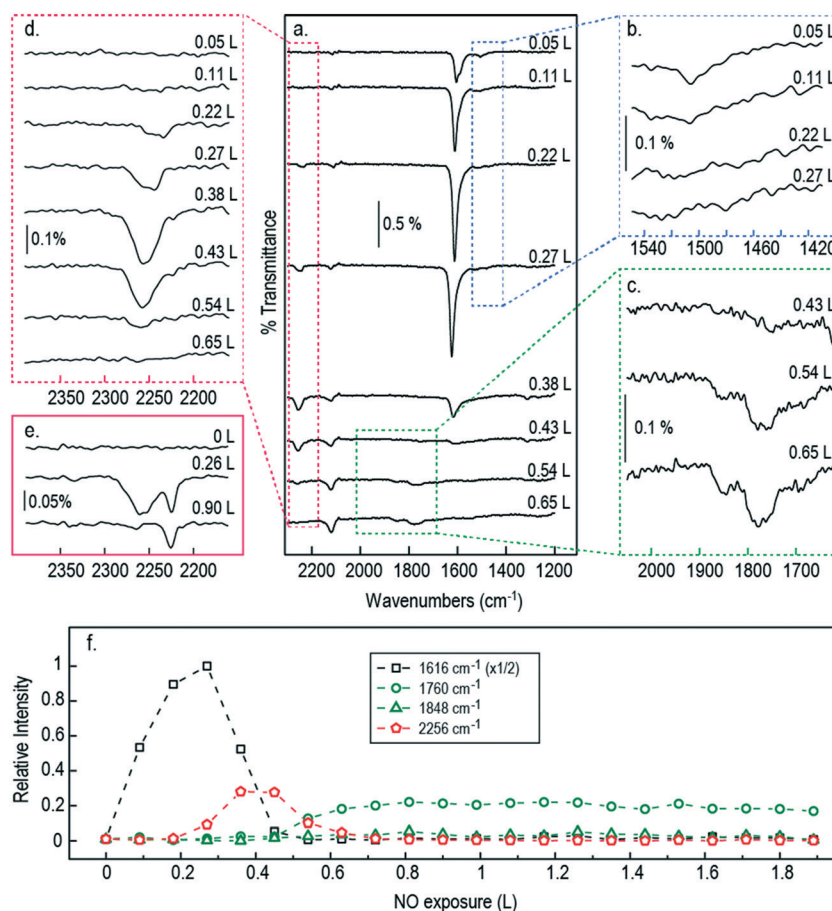 d.
0.05 L
0.11 L
0.22 L
0.27 L
0.38 L
0.1%
0.43 L
0.54 L
0.65 L
2350 2300 2250 2200
e.
0 L
0.26 L
0.05%
0.90 L
2350 2300 2250 2200
% Transmittance
a.
0.05 L
0.11 L
0.22 L
0.5 %
0.27 L
0.38 L
0.43 L
0.54 L
0.65 L
2200 2000 1800 1600 1400 1200
Wavenumbers (cm⁻¹)
b.
0.05 L
0.11 L
0.1 %
0.22 L
0.27 L
1540 1500 1460 1420
c.
0.43 L
0.54 L
0.1 %
0.65 L
2000 1900 1800 1700
f.
Relative Intensity
1
0.8
0.6
0.4
0.2
0
1616 cm⁻¹ (x1/2)
1760 cm⁻¹
1848 cm⁻¹
2256 cm⁻¹
0 0.2 0.4 0.6 0.8 1 1.2 1.4 1.6 1.8
NO exposure (L)